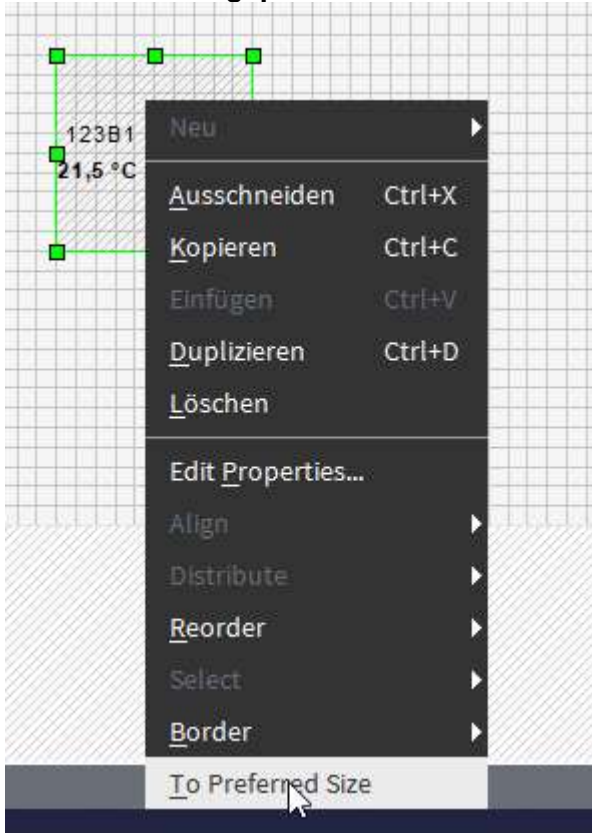 123B1
21,5 °C
Neu
Ausschneiden Ctrl+X
Kopieren Ctrl+C
Einfügen Ctrl+V
Duplizieren Ctrl+D
Löschen
Edit Properties...
Align
Distribute
Reorder
Select
Border
To Preferred Size